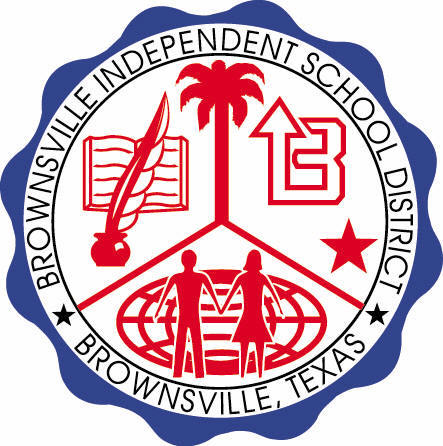 BROWNSVILLE INDEPENDENT SCHOOL DISTRICT
B
BROWNSVILLE, TEXAS